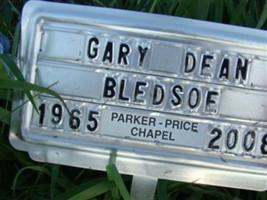 GARY DEAN
BLEDSOE
1965 PARKER - PRICE CHAPEL 2008